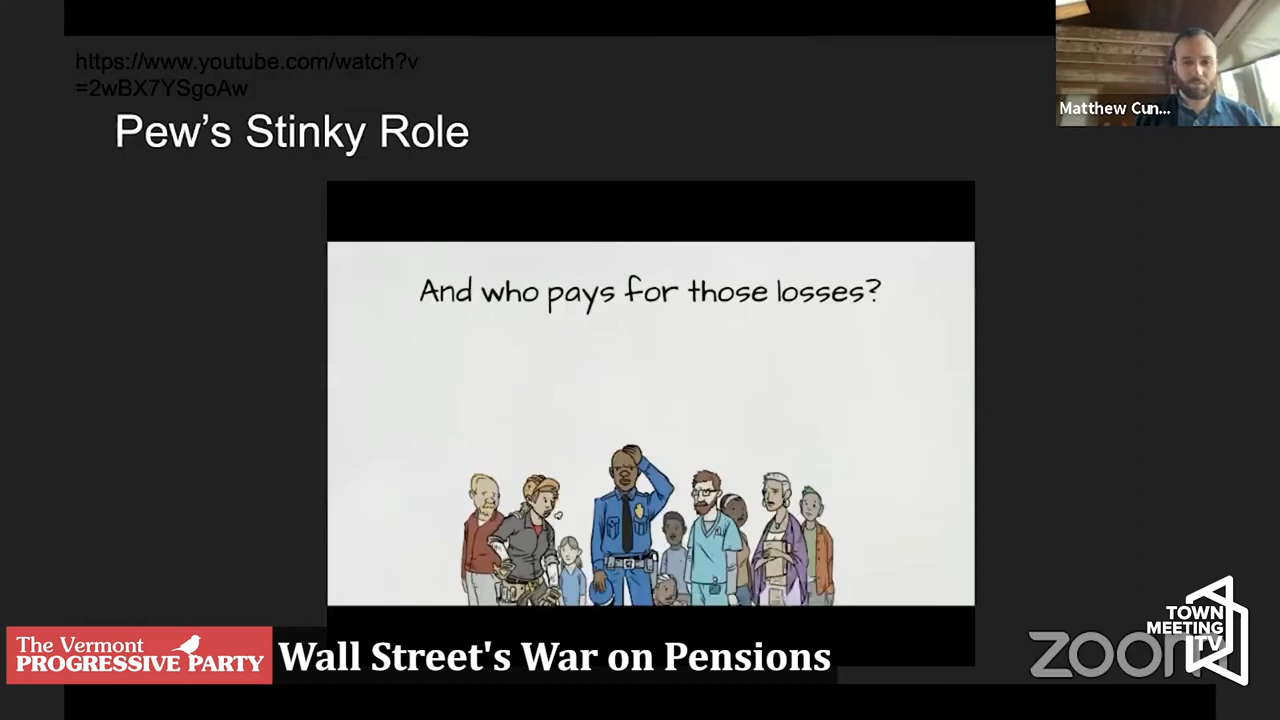 https://www.youtube.com/watch?v
=2wBX7YSgoAw
Pew's Stinky Role
Matthew Cun...
And who pays for those losses?
The Vermont
PROGRESSIVE PARTY
Wall Street's War on Pensions
zoom
TOWN
MEETING
TV